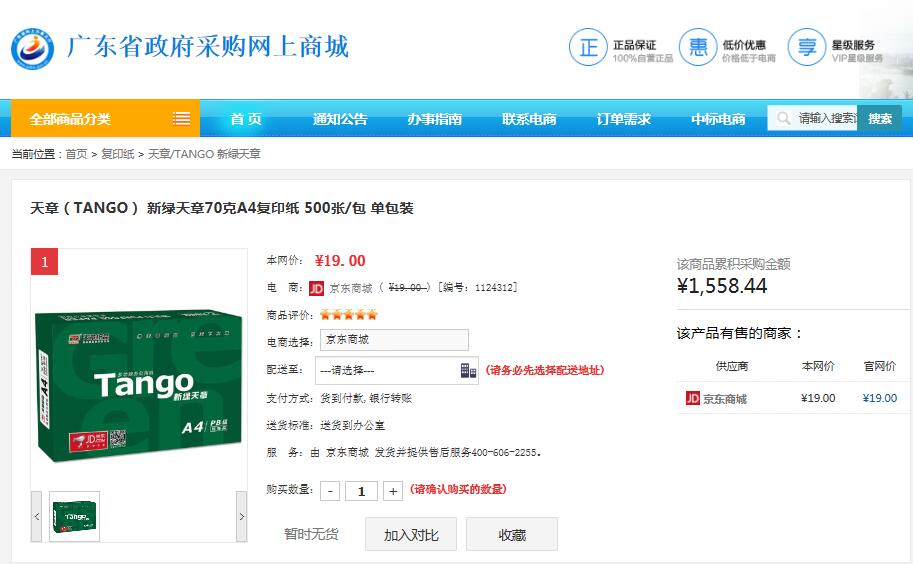 广东省政府采购网上商城
正 正品保证 100%自营正品
惠 低价优惠 价格低于电商
享 星级服务 VIP星级服务
全部商品分类 首 页 通知公告 办事指南 联系电商 订单需求 中标电商 请输入搜索 搜索
当前位置：首页 > 复印纸 > 天章/TANGO 新绿天章
天章（TANGO） 新绿天章70克A4复印纸 500张/包 单包装
1
Tango
新绿天章
A4
JD.COM
本网价： ¥19.00
电 商： JD 京东商城 ( ¥19.00 ) [编号: 1124312]
商品评价：
电商选择: 京东商城
配送至： ---请选择--- (请务必先选择配送地址)
支付方式: 货到付款,银行转账
送货标准: 送货到办公室
服 务: 由 京东商城 发货并提供售后服务400-606-2255。
购买数量: - 1 + (请确认购买的数量)
暂时无货 加入对比 收藏
该商品累积采购金额
¥1,558.44
该产品有售的商家：
供应商 本网价 官网价
JD 京东商城 ¥19.00 ¥19.00